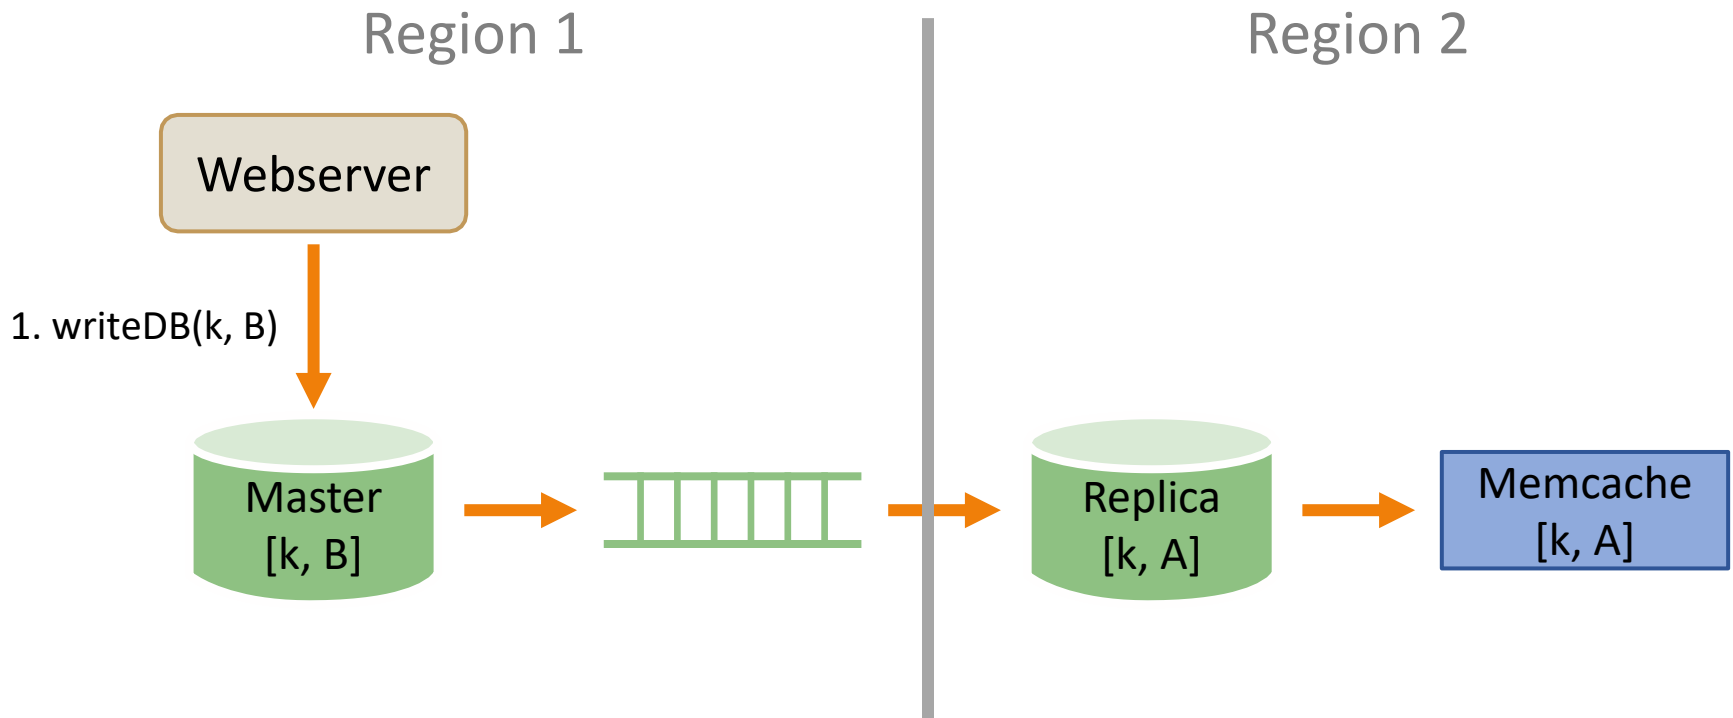 Region 1
Region 2
Webserver
1. writeDB(k, B)
Master
[k, B]
Replica
[k, A]
Memcache
[k, A]